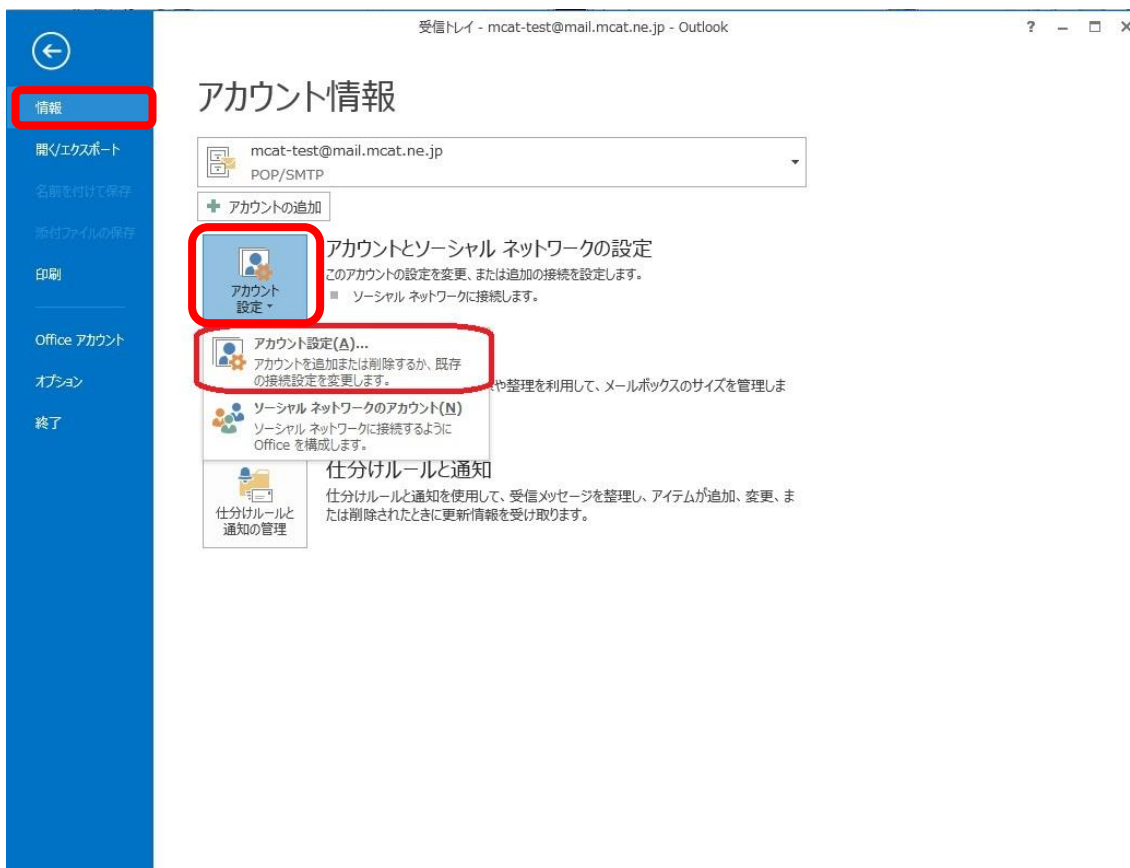 受信トレイ - mcat-test@mail.mcat.ne.jp - Outlook
?
情報
開く/エクスポート
名前を付けて保存
添付ファイルの保存
印刷
Office アカウント
オプション
終了
アカウント情報
mcat-test@mail.mcat.ne.jp
POP/SMTP
アカウントの追加
アカウント
設定
アカウントとソーシャル ネットワークの設定
このアカウントの設定を変更、または追加の接続を設定します。
ソーシャル ネットワークに接続します。
アカウント設定(A)...
アカウントを追加または削除するか、既存
の接続設定を変更します。
や整理を利用して、メールボックスのサイズを管理しま
ソーシャル ネットワークのアカウント(N)
ソーシャル ネットワークに接続するように
Office を構成します。
仕分けルールと
通知の管理
仕分けルールと通知
仕分けルールと通知を使用して、受信メッセージを整理し、アイテムが追加、変更、ま
たは削除されたときに更新情報を受け取ります。